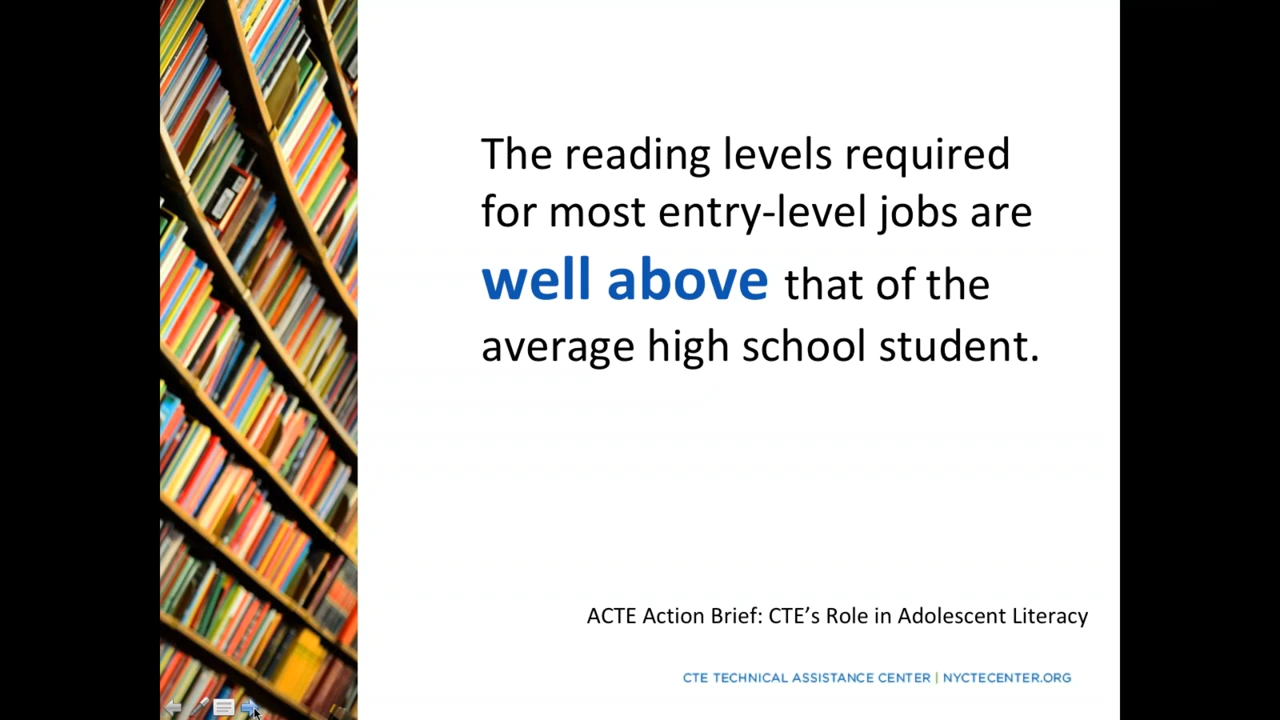 The reading levels required
for most entry-level jobs are
well above that of the
average high school student.
ACTE Action Brief: CTE’s Role in Adolescent Literacy
CTE TECHNICAL ASSISTANCE CENTER | NYCTECENTER.ORG